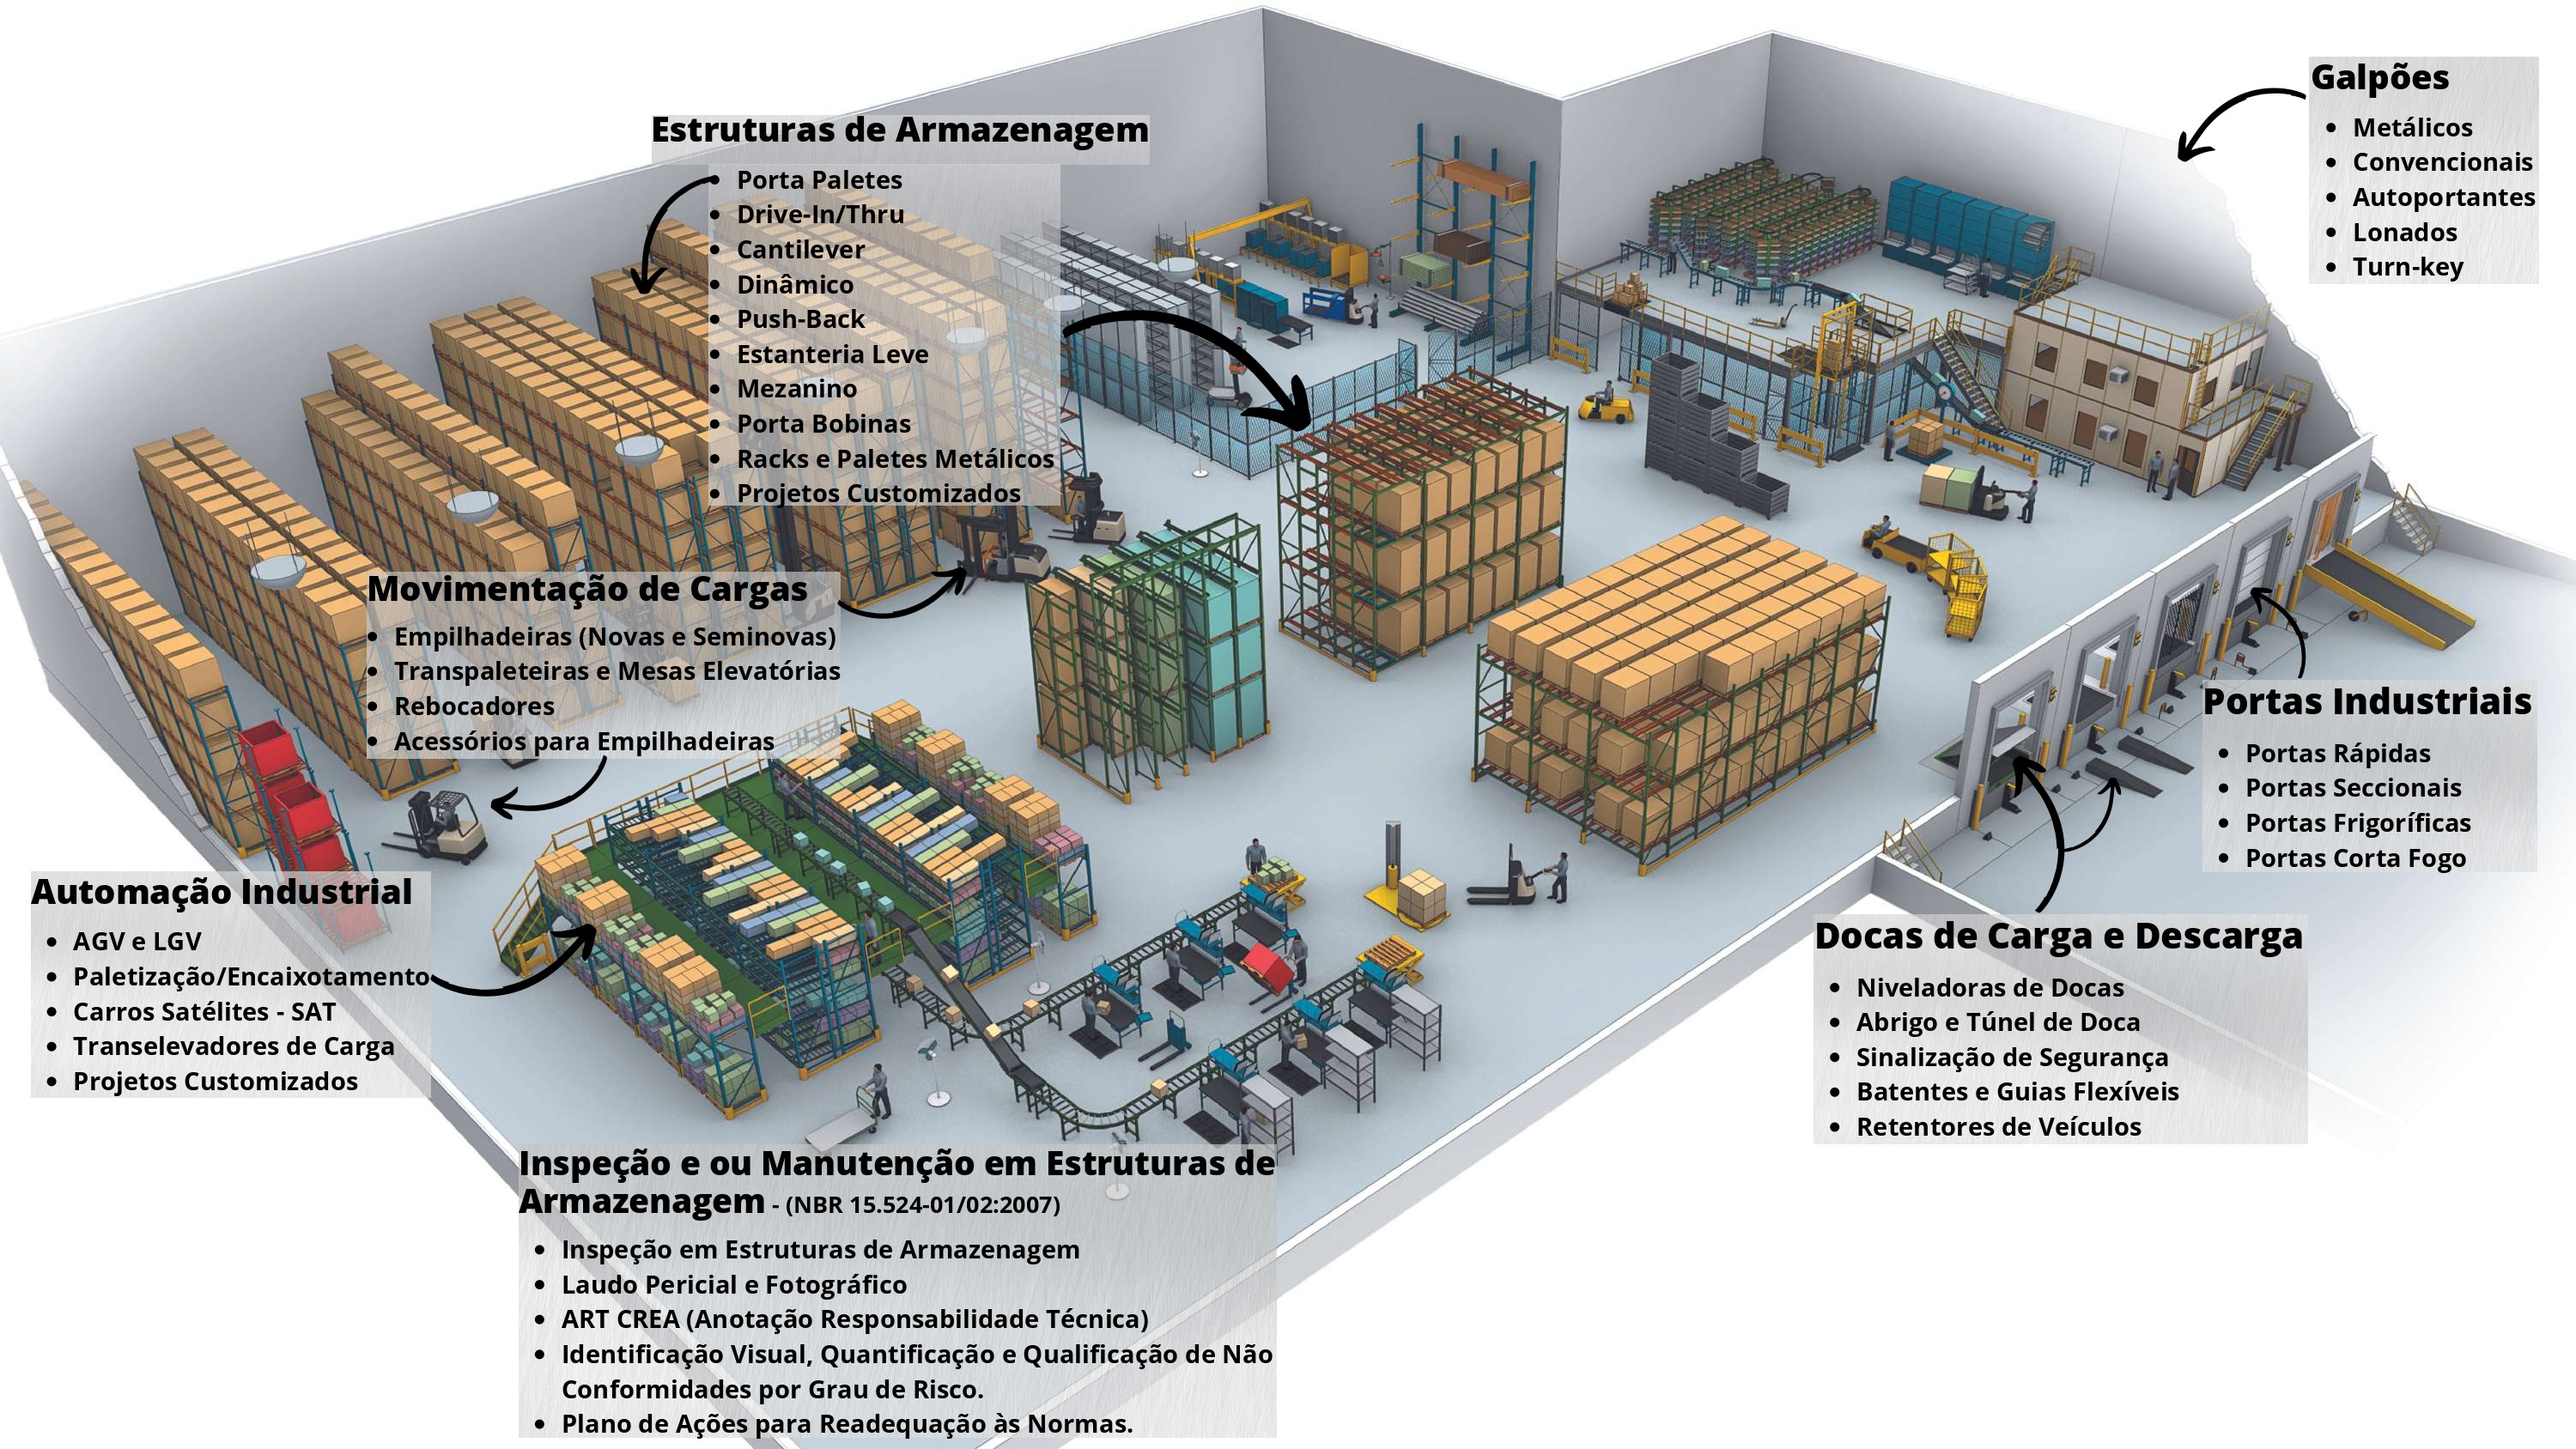 Galpões
Metálicos
Convencionais
Autoportantes
Lonados
Turn-key
Estruturas de Armazenagem
Porta Paletes
Drive-In/Thru
Cantilever
Dinâmico
Push-Back
Estanteria Leve
Mezanino
Porta Bobinas
Racks e Paletes Metálicos
Projetos Customizados
Movimentação de Cargas
Empilhadeiras (Novas e Seminovas)
Transpaleteiras e Mesas Elevatórias
Rebocadores
Acessórios para Empilhadeiras
Portas Industriais
Portas Rápidas
Portas Seccionais
Portas Frigoríficas
Portas Corta Fogo
Automação Industrial
AGV e LGV
Paletização/Encaixotamento
Carros Satélites - SAT
Transelevadores de Carga
Projetos Customizados
Docas de Carga e Descarga
Niveladoras de Docas
Abrigo e Túnel de Doca
Sinalização de Segurança
Batentes e Guias Flexíveis
Retentores de Veículos
Inspeção e ou Manutenção em Estruturas de
Armazenagem - (NBR 15.524-01/02:2007)
Inspeção em Estruturas de Armazenagem
Laudo Pericial e Fotográfico
ART CREA (Anotação Responsabilidade Técnica)
Identificação Visual, Quantificação e Qualificação de Não
Conformidades por Grau de Risco.
Plano de Ações para Readequação às Normas.